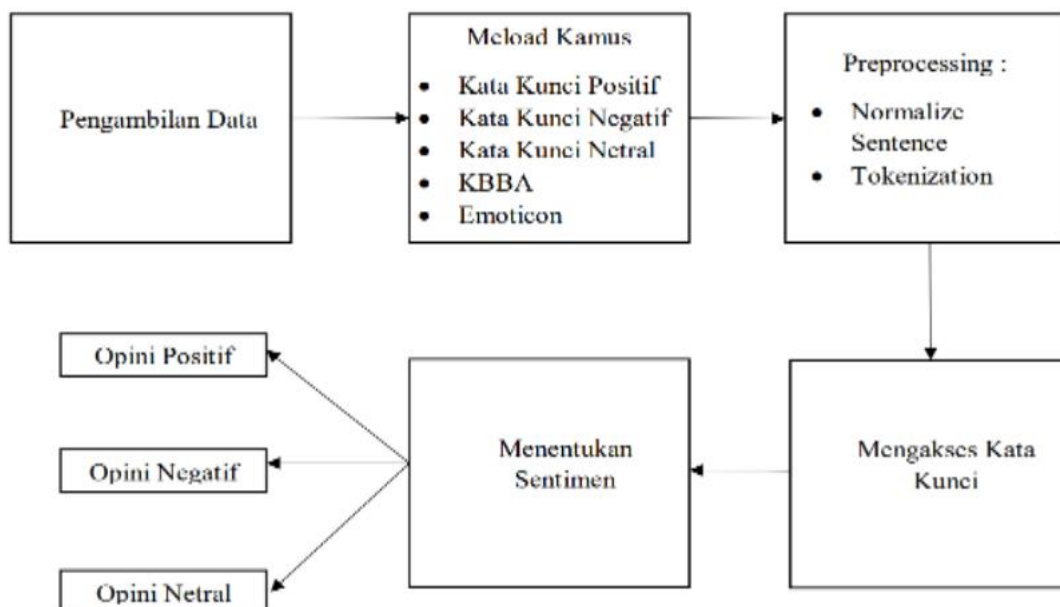 Pengambilan Data
Meload Kamus
• Kata Kunci Positif
• Kata Kunci Negatif
• Kata Kunci Netral
• KBBA
• Emoticon
Preprocessing :
• Normalize
Sentence
• Tokenization
Mengakses Kata
Kunci
Menentukan
Sentimen
Opini Positif
Opini Negatif
Opini Netral